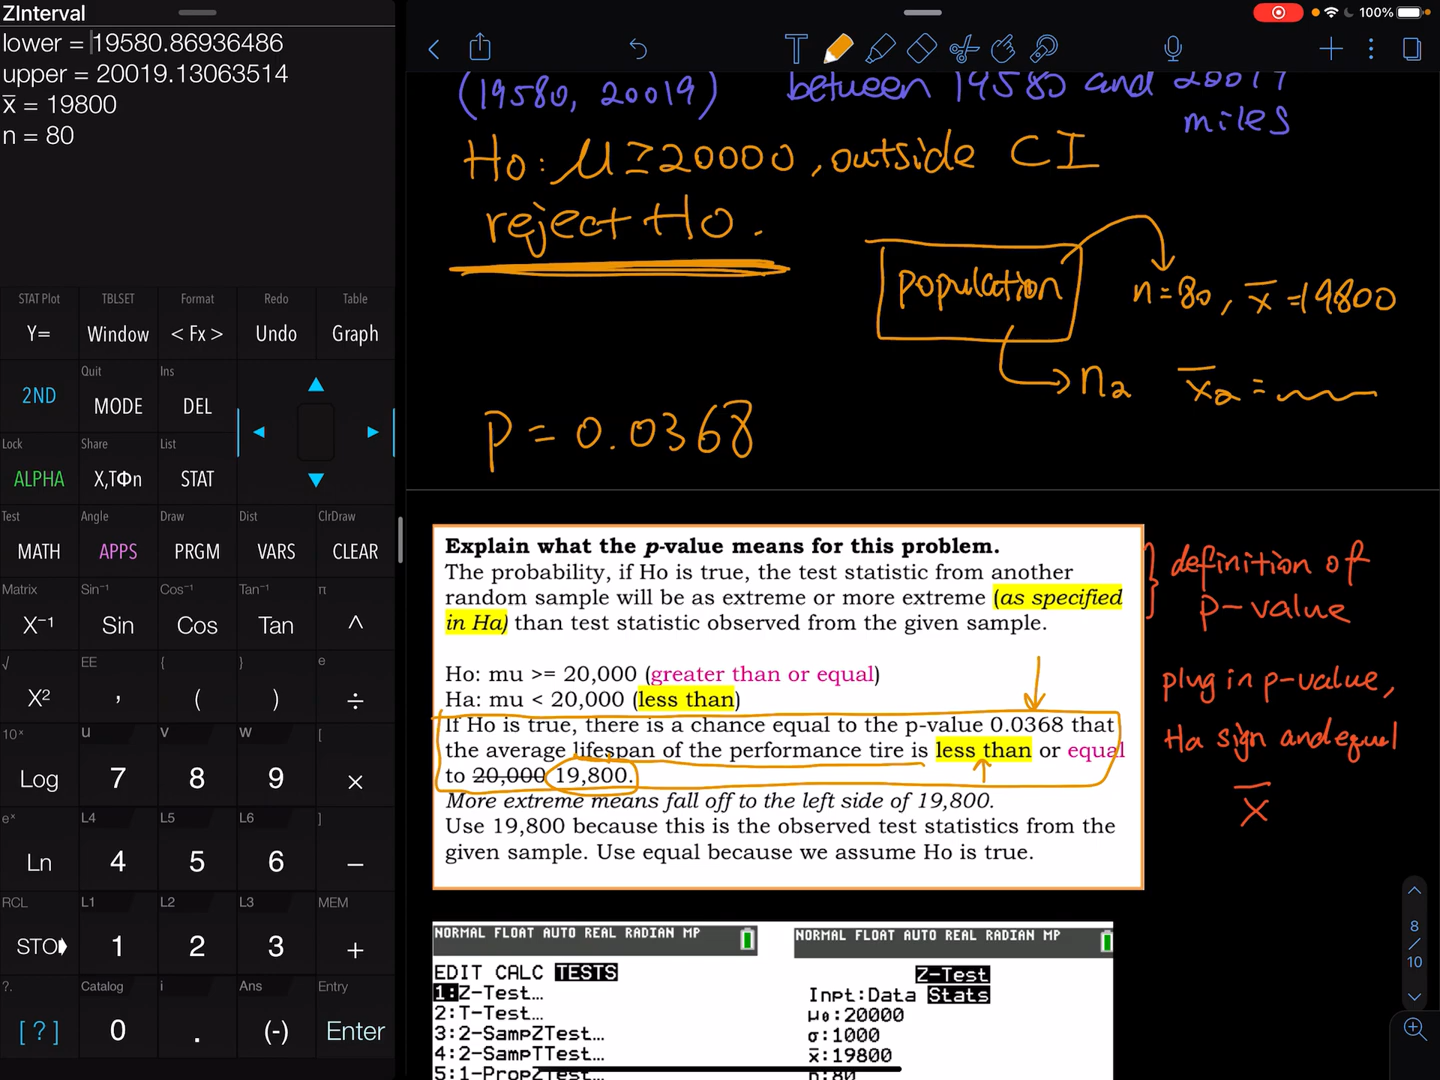 ZInterval
lower = 19580.86936486
upper = 20019.13063514
x̅ = 19800
n = 80
STAT Plot TBLSET Format Redo Table
Y= Window < Fx > Undo Graph
Quit Ins
2ND MODE DEL
Lock Share List
ALPHA X,TΦn STAT
Test Angle Draw Dist ClrDraw
MATH APPS PRGM VARS CLEAR
Matrix Sin⁻¹ Cos⁻¹ Tan⁻¹ π
X⁻¹ Sin Cos Tan ^
√ EE { } e
X² , ( ) ÷
10ˣ u v w [
Log 7 8 9 ×
eˣ L4 L5 L6 ]
Ln 4 5 6 −
RCL L1 L2 L3 MEM
STO 1 2 3 +
?. Catalog i Ans Entry
[ ? ] 0 . (-) Enter
100%
(19580, 20019) between 19580 and 20019
miles
Ho: μ ≥ 20000, outside CI
reject Ho.
population
n=80, x̅ =19800
n2 x̅2 =
p = 0.0368
Explain what the p-value means for this problem.
The probability, if Ho is true, the test statistic from another
random sample will be as extreme or more extreme (as specified
in Ha) than test statistic observed from the given sample.
Ho: mu >= 20,000 (greater than or equal)
Ha: mu < 20,000 (less than)
If Ho is true, there is a chance equal to the p-value 0.0368 that
the average lifespan of the performance tire is less than or equal
to 20,000 19,800.
More extreme means fall off to the left side of 19,800.
Use 19,800 because this is the observed test statistics from the
given sample. Use equal because we assume Ho is true.
} definition of
p-value
plug in p-value,
Ha sign and equal
x̅
8
/
10
NORMAL FLOAT AUTO REAL RADIAN MP
EDIT CALC TESTS
1:Z-Test…
2:T-Test…
3:2-SampZTest…
4:2-SampTTest…
5:1-PropZTest…
NORMAL FLOAT AUTO REAL RADIAN MP
Z-Test
Inpt:Data Stats
μ₀:20000
σ:1000
x̅:19800
n:80